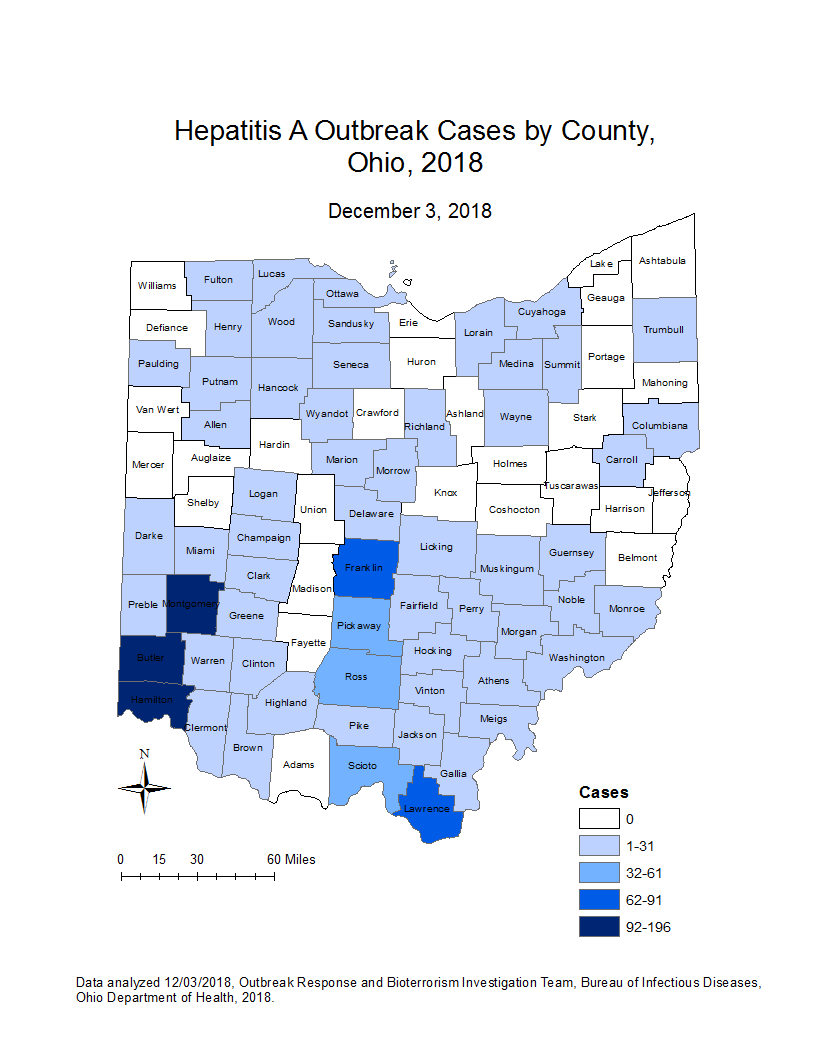 Hepatitis A Outbreak Cases by County,
Ohio, 2018
December 3, 2018
Lake
Ashtabula
Williams
Fulton
Lucas
Ottawa
Geauga
Cuyahoga
Defiance
Henry
Wood
Sandusky
Erie
Lorain
Trumbull
Paulding
Seneca
Huron
Medina
Summit
Portage
Putnam
Hancock
Mahoning
Van Wert
Wyandot
Crawford
Ashland
Wayne
Stark
Allen
Richland
Columbiana
Hardin
Mercer
Auglaize
Marion
Morrow
Holmes
Carroll
Shelby
Logan
Union
Knox
Tuscarawas
Jefferson
Delaware
Coshocton
Harrison
Darke
Miami
Champaign
Licking
Guernsey
Belmont
Franklin
Muskingum
Clark
Madison
Preble
Montgomery
Greene
Fairfield
Perry
Noble
Monroe
Pickaway
Morgan
Fayette
Butler
Warren
Clinton
Hocking
Washington
Ross
Athens
Hamilton
Highland
Vinton
Clermont
Pike
Jackson
Meigs
Brown
Adams
Scioto
Gallia
Lawrence
N
Cases
0
1-31
32-61
62-91
92-196
0 15 30 60 Miles
Data analyzed 12/03/2018, Outbreak Response and Bioterrorism Investigation Team, Bureau of Infectious Diseases,
Ohio Department of Health, 2018.